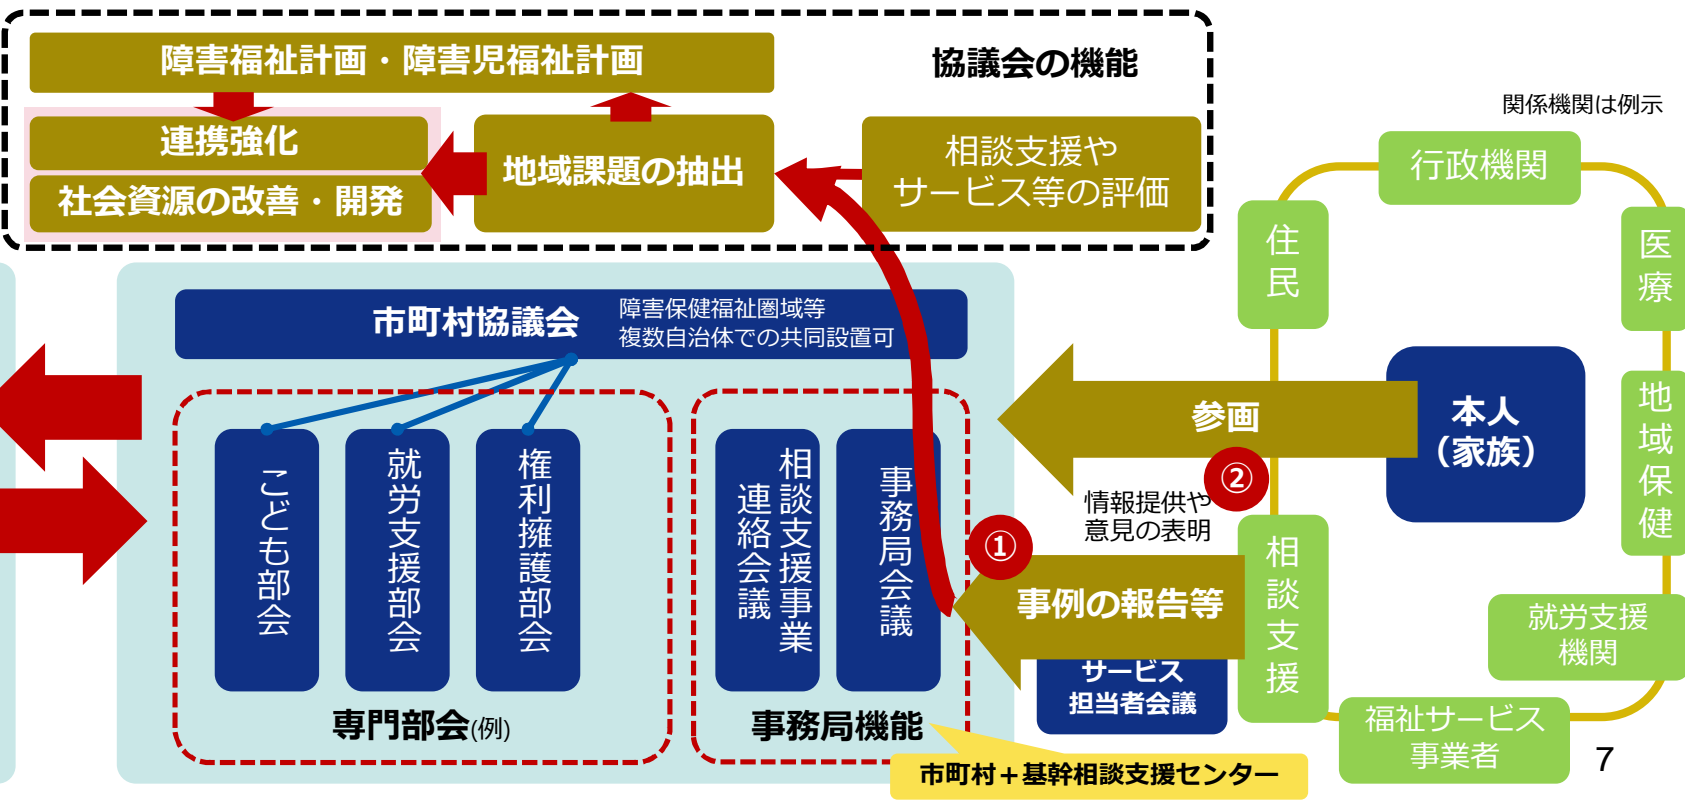 障害福祉計画・障害児福祉計画
協議会の機能
関係機関は例示
連携強化
社会資源の改善・開発
地域課題の抽出
相談支援や
サービス等の評価
行政機関
住民
医療
地域保健
就労支援
機関
福祉サービス
事業者
相談支援
本人
（家族）
市町村協議会
障害保健福祉圏域等
複数自治体での共同設置可
参画
②
情報提供や
意見の表明
①
事例の報告等
サービス
担当者会議
こども部会
就労支援部会
権利擁護部会
相談支援事業
連絡会議
事務局会議
専門部会(例)
事務局機能
市町村＋基幹相談支援センター
7